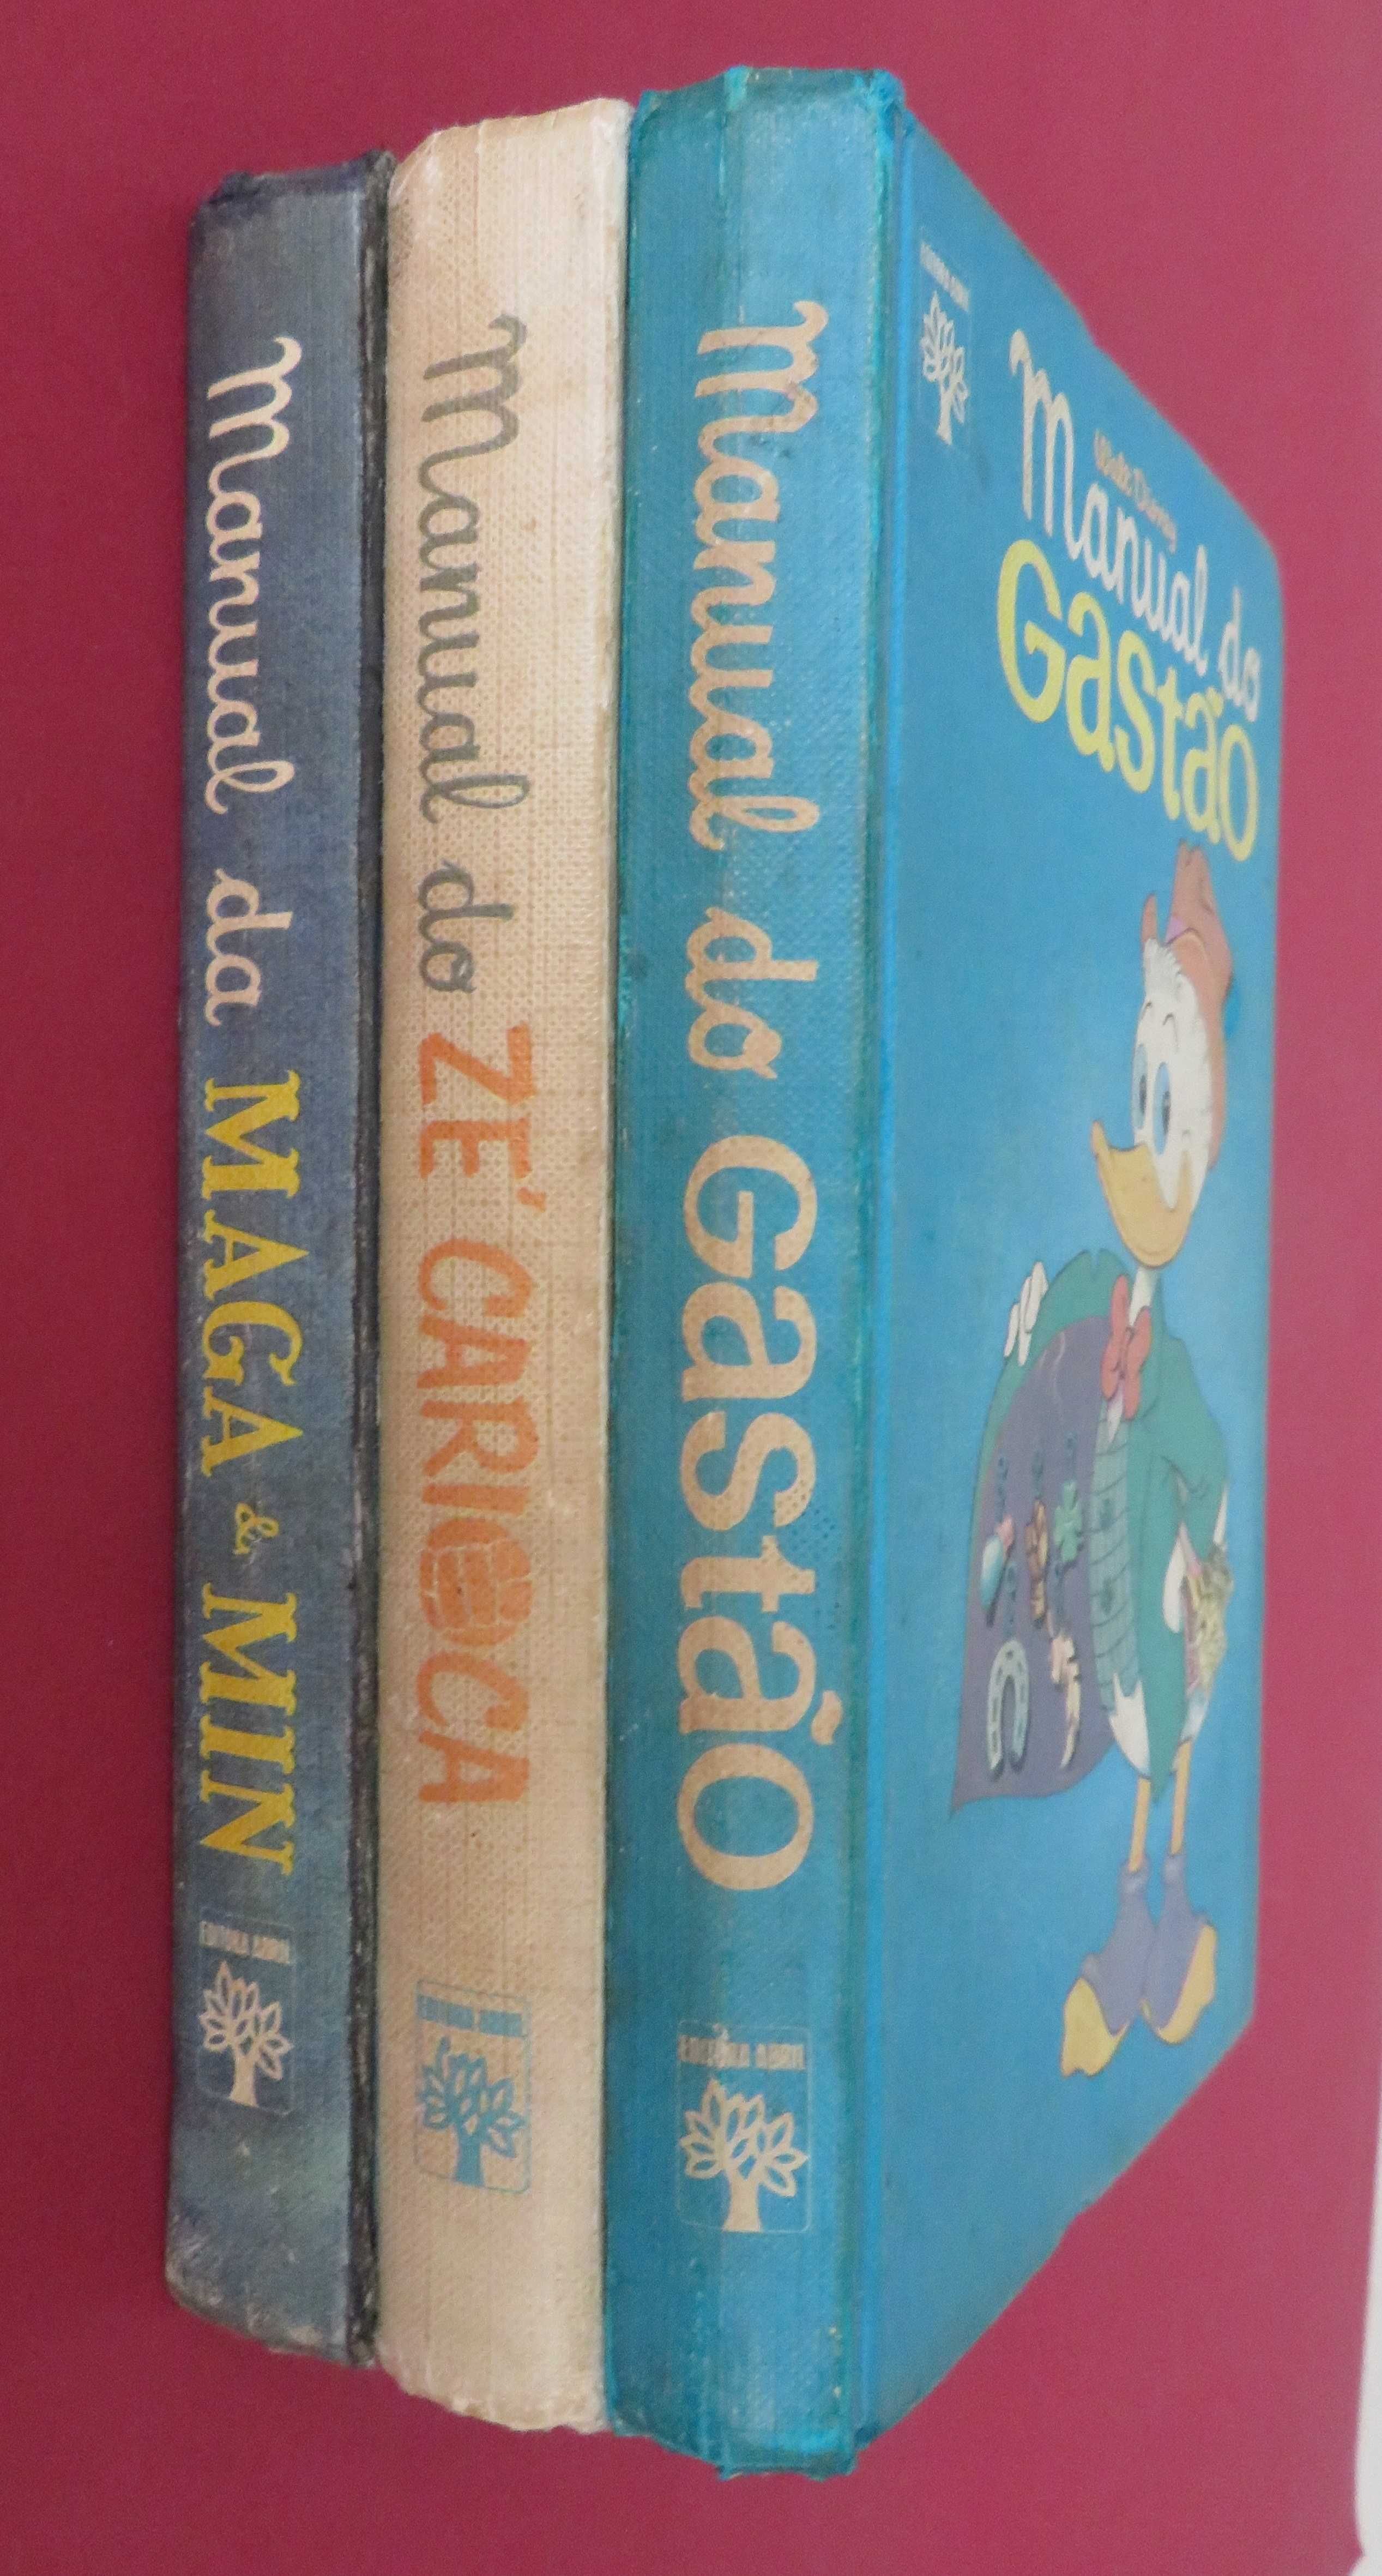 Manual da MAGA & MIN
EDITORA ABRIL
Manual do ZÉ CARIOCA
EDITORA ABRIL
Manual do Gastão
EDITORA ABRIL
EDITORA ABRIL
Walt Disney
Manual do
Gastão